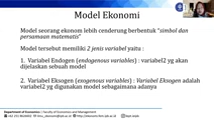 Model Ekonomi
Model seorang ekonom lebih cenderung berbentuk “simbol dan
persamaan matematis”
Model tersebut memiliki 2 jenis variabel yaitu :
1. Variabel Endogen (endogenous variables) : variabel2 yg akan
dijelaskan sebuah model
2. Variabel Eksogen (exogenous variables) : Variabel Eksogen adalah
variabel2 yg digunakan model sebagaimana adanya
Department of Economics | Faculty of Economics and Management